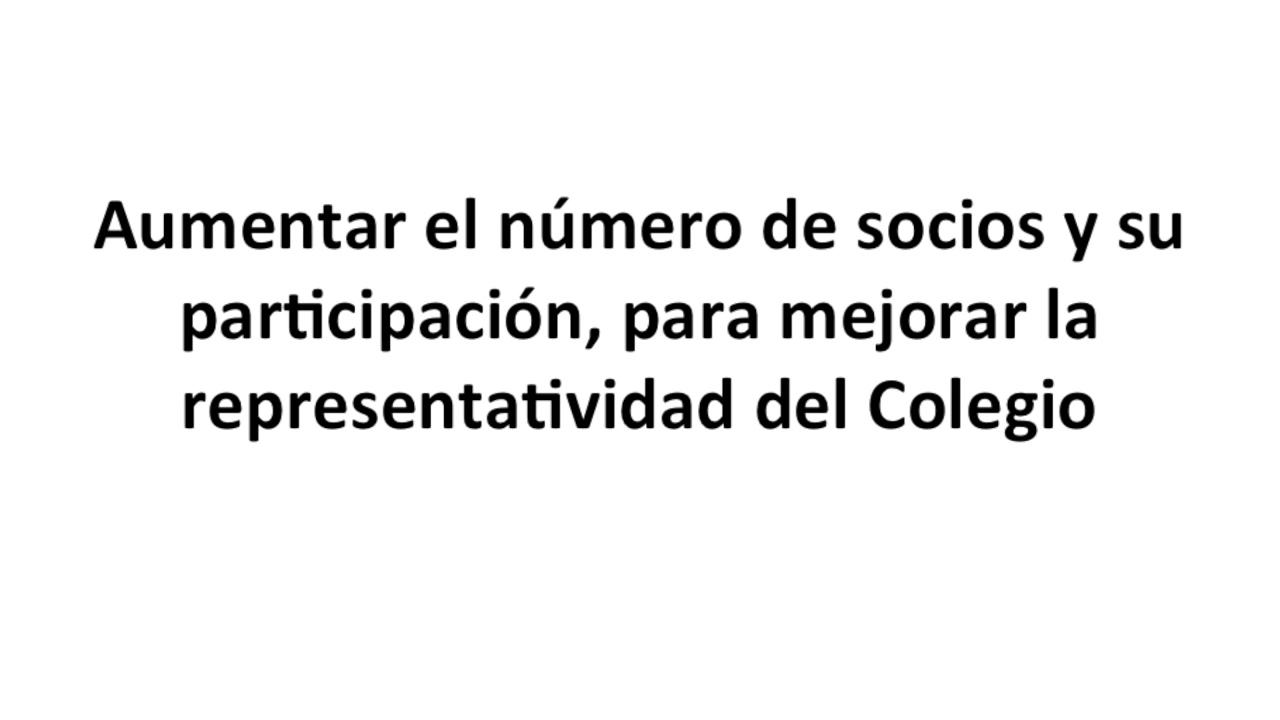 Aumentar el número de socios y su
participación, para mejorar la
representatividad del Colegio